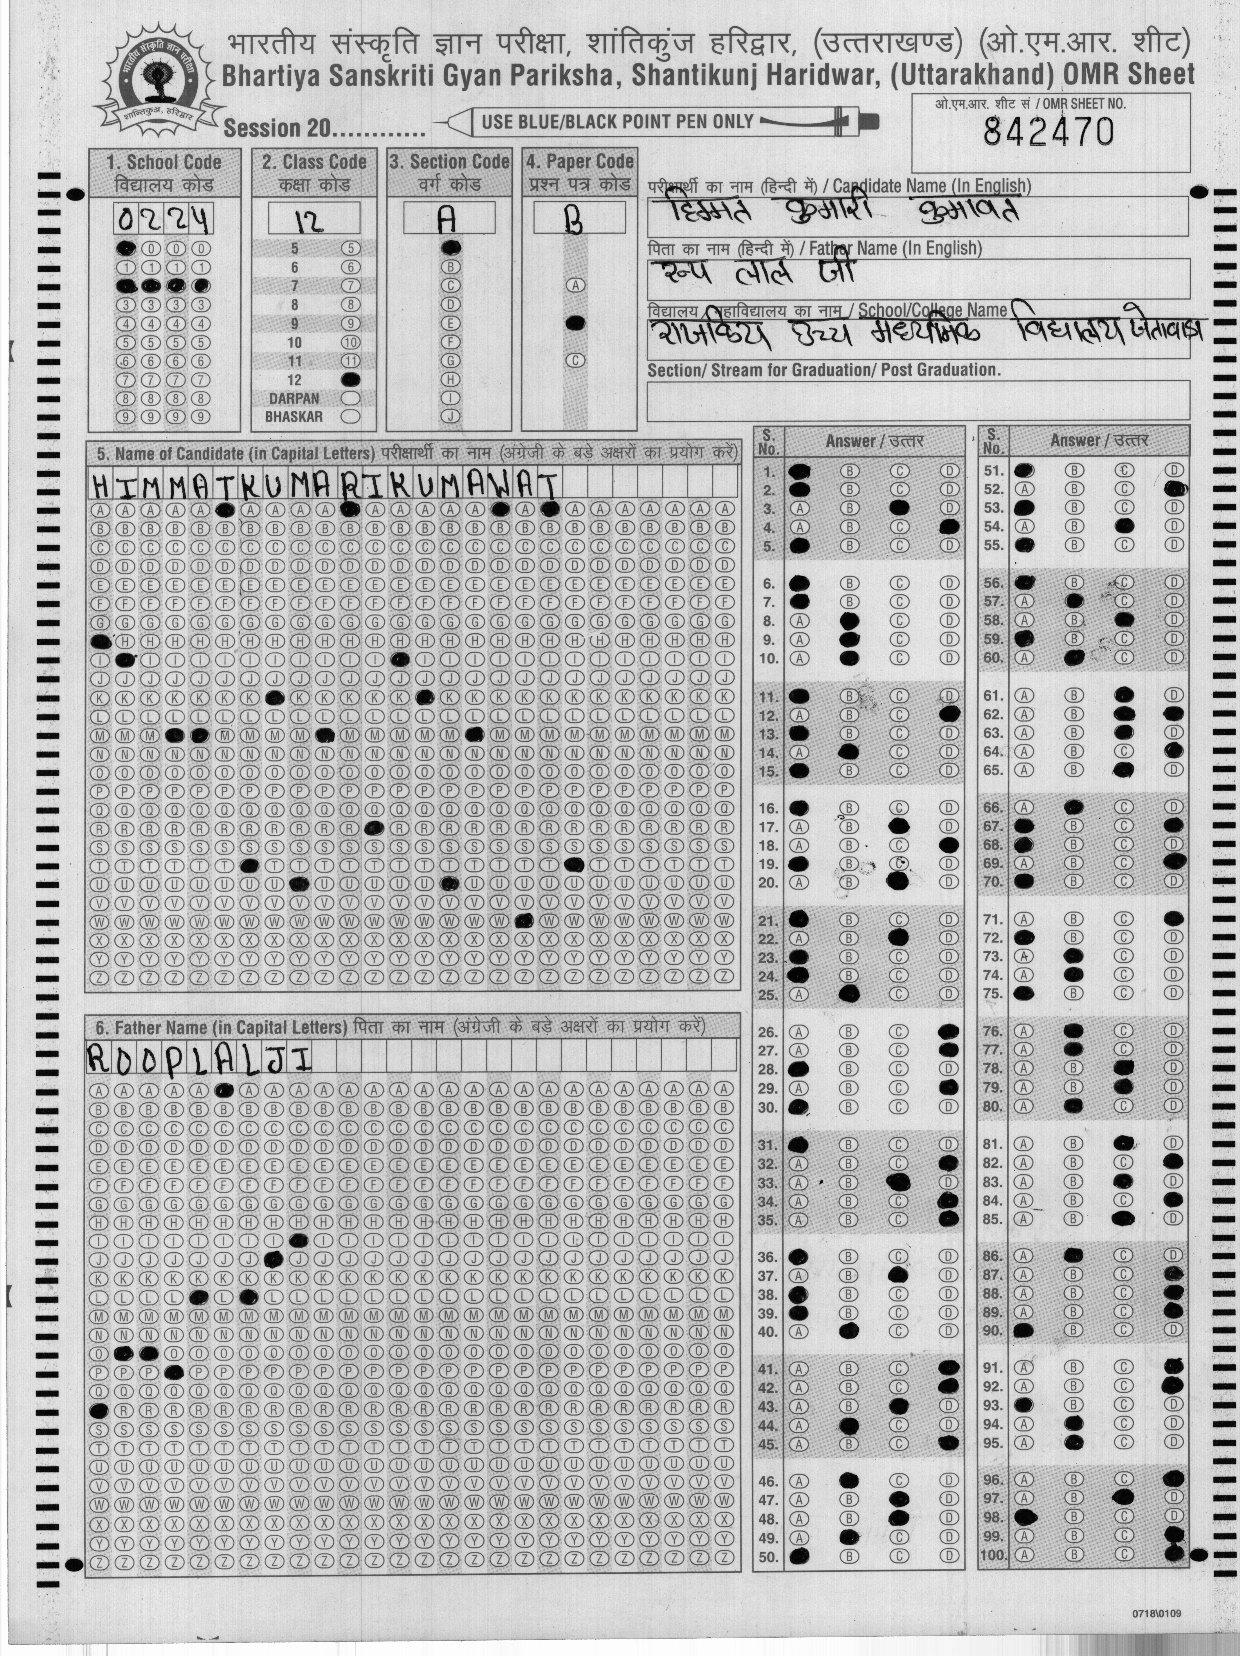 भारतीय संस्कृति ज्ञान परीक्षा, शांतिकुंज हरिद्वार, (उत्तराखण्ड) (ओ.एम.आर. शीट)
Bhartiya Sanskriti Gyan Pariksha, Shantikunj Haridwar, (Uttarakhand) OMR Sheet
Session 20............
USE BLUE/BLACK POINT PEN ONLY
ओ.एम.आर. शीट सं / OMR SHEET NO.
842470
1. School Code
विद्यालय कोड
0224
2. Class Code
कक्षा कोड
12
3. Section Code
वर्ग कोड
A
4. Paper Code
प्रश्न पत्र कोड
B
5
6
7
8
9
10
11
12
DARPAN
BHASKAR
परीक्षार्थी का नाम (हिन्दी में) / Candidate Name (In English)
हिम्मत कुमारी कुमावत
पिता का नाम (हिन्दी में) / Father Name (In English)
रूप लाल जी
विद्यालय / महाविद्यालय का नाम / School/College Name
राजकिय उच्च मध्यमिक विद्यालय
Section/ Stream for Graduation/ Post Graduation.
5. Name of Candidate (in Capital Letters) परीक्षार्थी का नाम (अंग्रेजी के बड़े अक्षरों का प्रयोग करें)
HIMMATKUMARIKUMAWAT
6. Father Name (in Capital Letters) पिता का नाम (अंग्रेजी के बड़े अक्षरों का प्रयोग करें)
ROOPLALJI
S. No. Answer / उत्तर
S. No. Answer / उत्तर
0718\0109